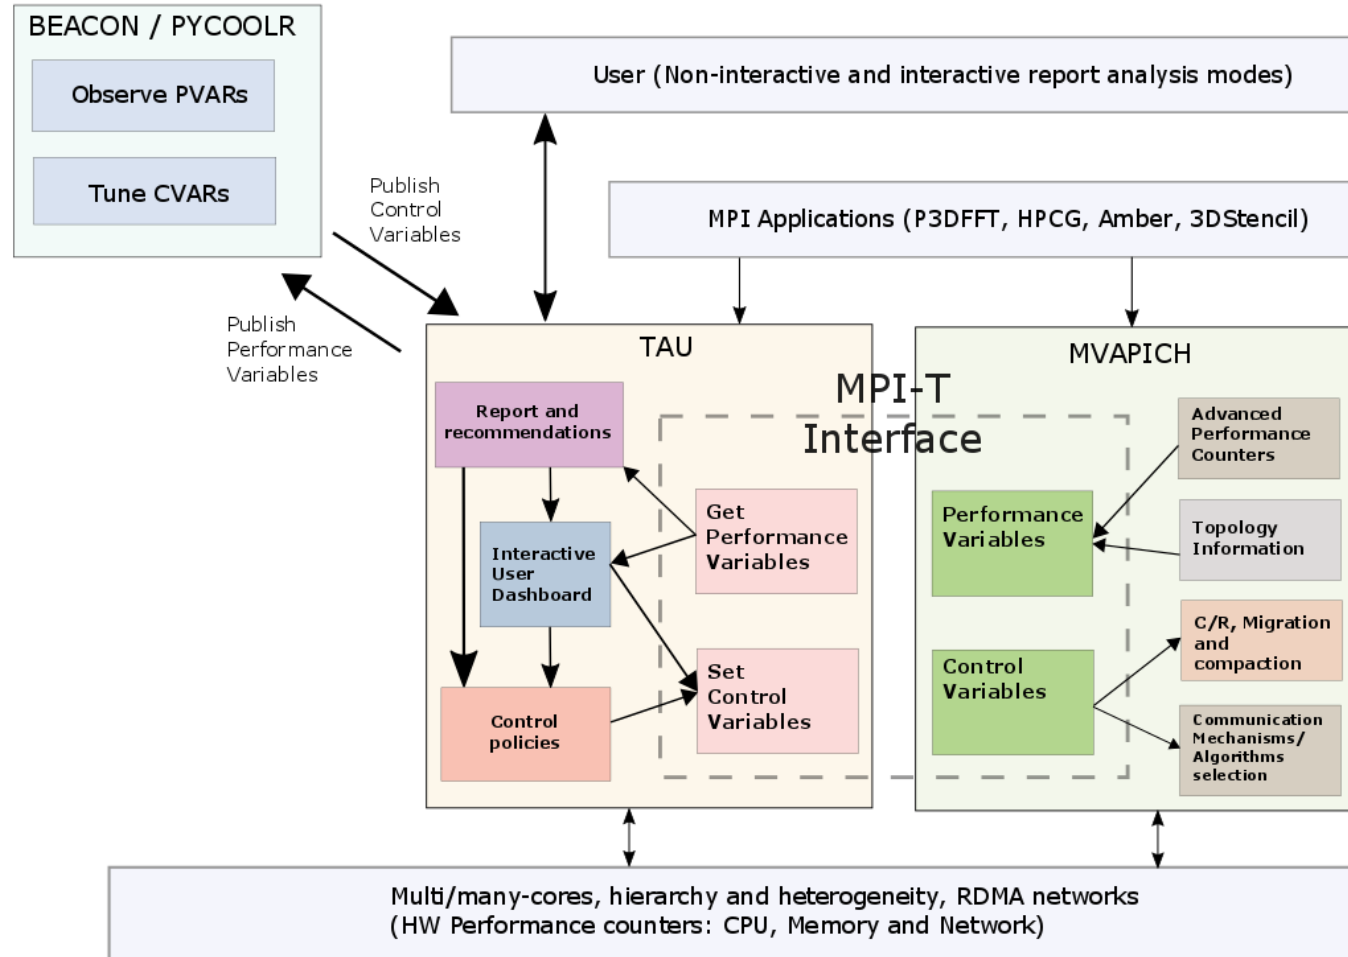 BEACON / PYCOOLR
Observe PVARs
Tune CVARs
User (Non-interactive and interactive report analysis modes)
Publish
Control
Variables
MPI Applications (P3DFFT, HPCG, Amber, 3DStencil)
Publish
Performance
Variables
TAU
MVAPICH
MPI-T
Interface
Report and
recommendations
Interactive
User
Dashboard
Control
policies
Get
Performance
Variables
Set
Control
Variables
Performance
Variables
Control
Variables
Advanced
Performance
Counters
Topology
Information
C/R, Migration
and
compaction
Communication
Mechanisms/
Algorithms
selection
Multi/many-cores, hierarchy and heterogeneity, RDMA networks
(HW Performance counters: CPU, Memory and Network)